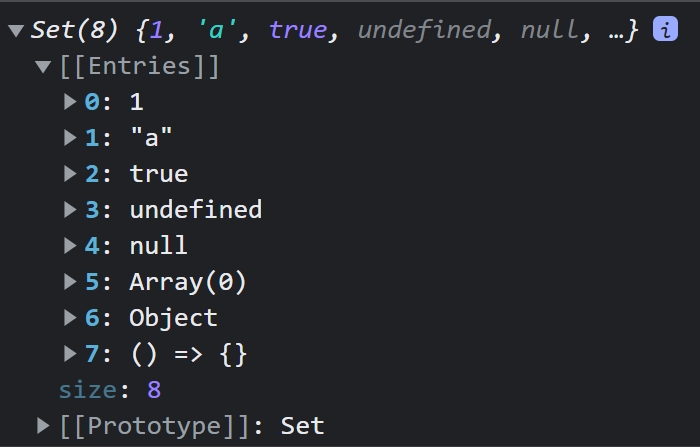 Set(8) {1, 'a', true, undefined, null, …} i
[[Entries]]
0: 1
1: "a"
2: true
3: undefined
4: null
5: Array(0)
6: Object
7: () => {}
size: 8
[[Prototype]]: Set